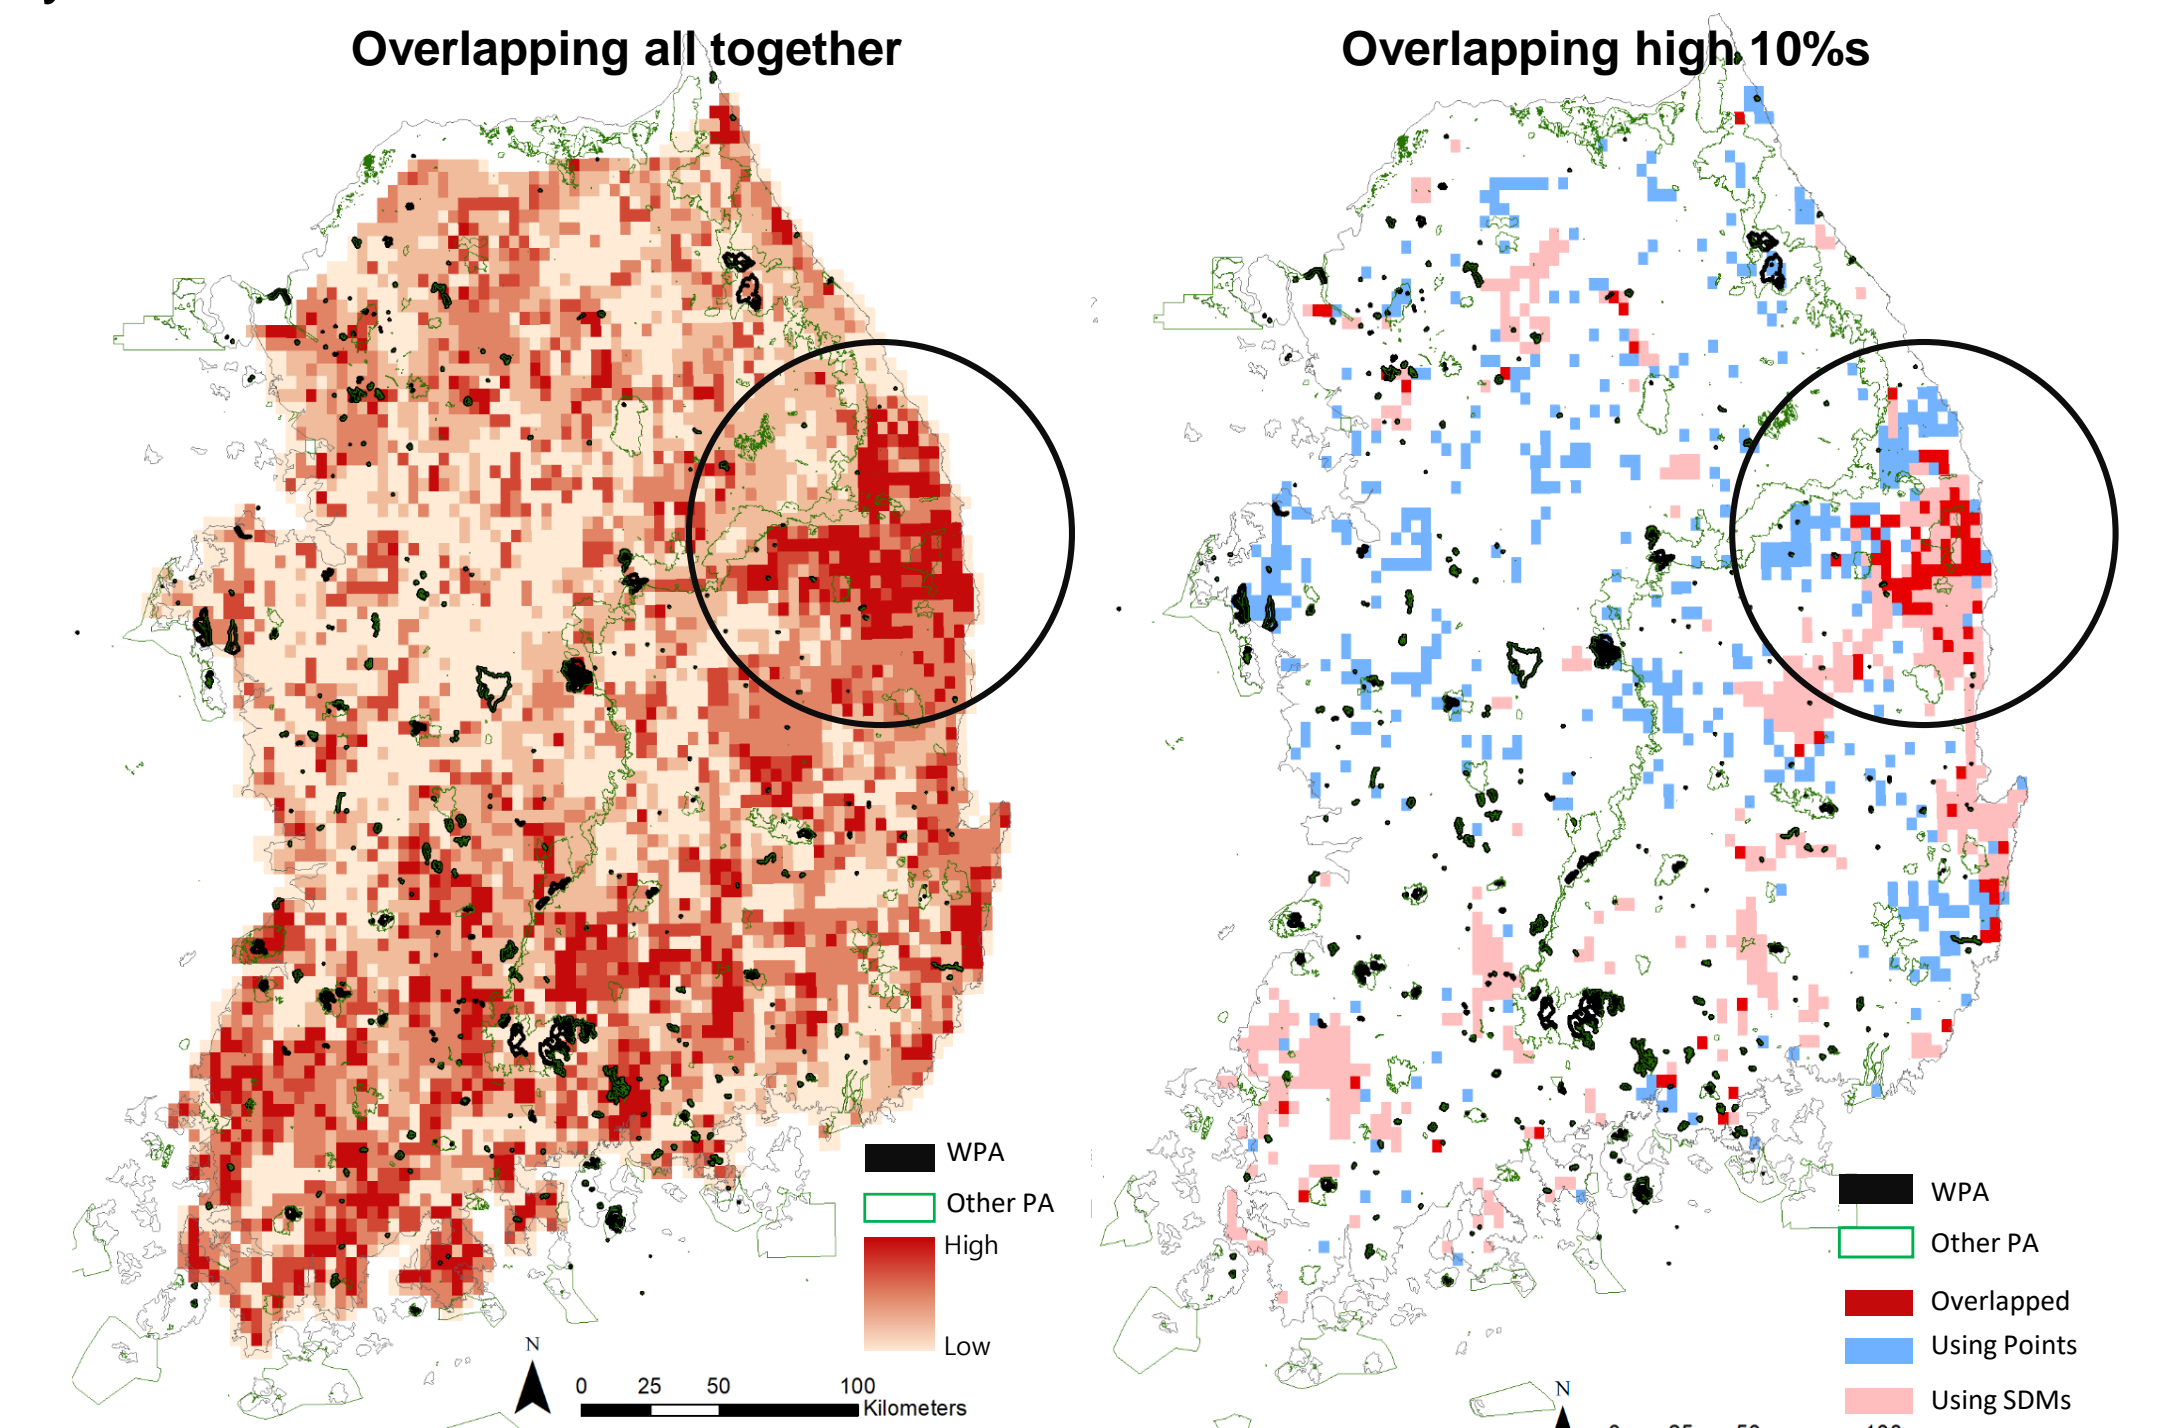 Overlapping all together
Overlapping high 10%s
WPA
Other PA
High
Low
N
0 25 50 100
Kilometers
WPA
Other PA
Overlapped
Using Points
Using SDMs
N